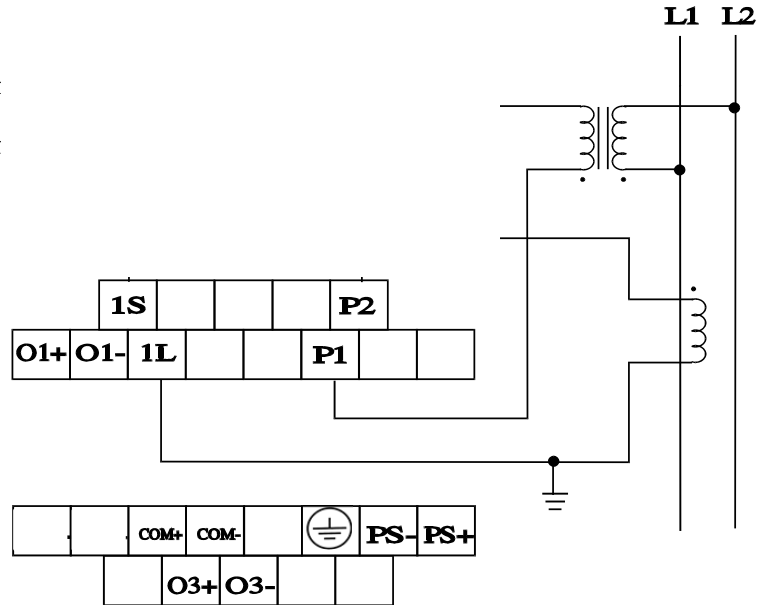 L1 L2
1S P2
O1+ O1- 1L P1
COM+ COM- PS- PS+
O3+ O3-